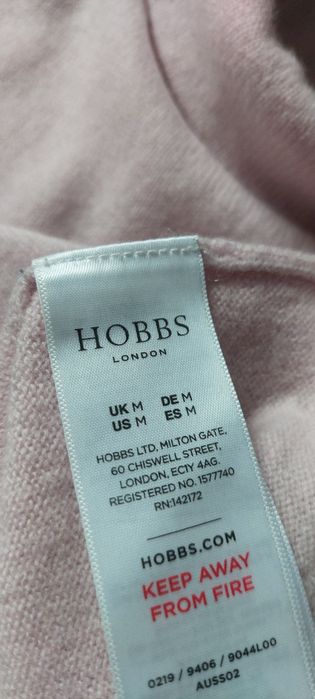 HOBBS
LONDON
UK M DE M
US M ES M
HOBBS LTD, MILTON GATE,
60 CHISWELL STREET,
LONDON, EC1Y 4AG.
REGISTERED NO. 1577740
RN:142172
HOBBS.COM
KEEP AWAY
FROM FIRE
0219 / 9406 / 9044L00
AUSS02